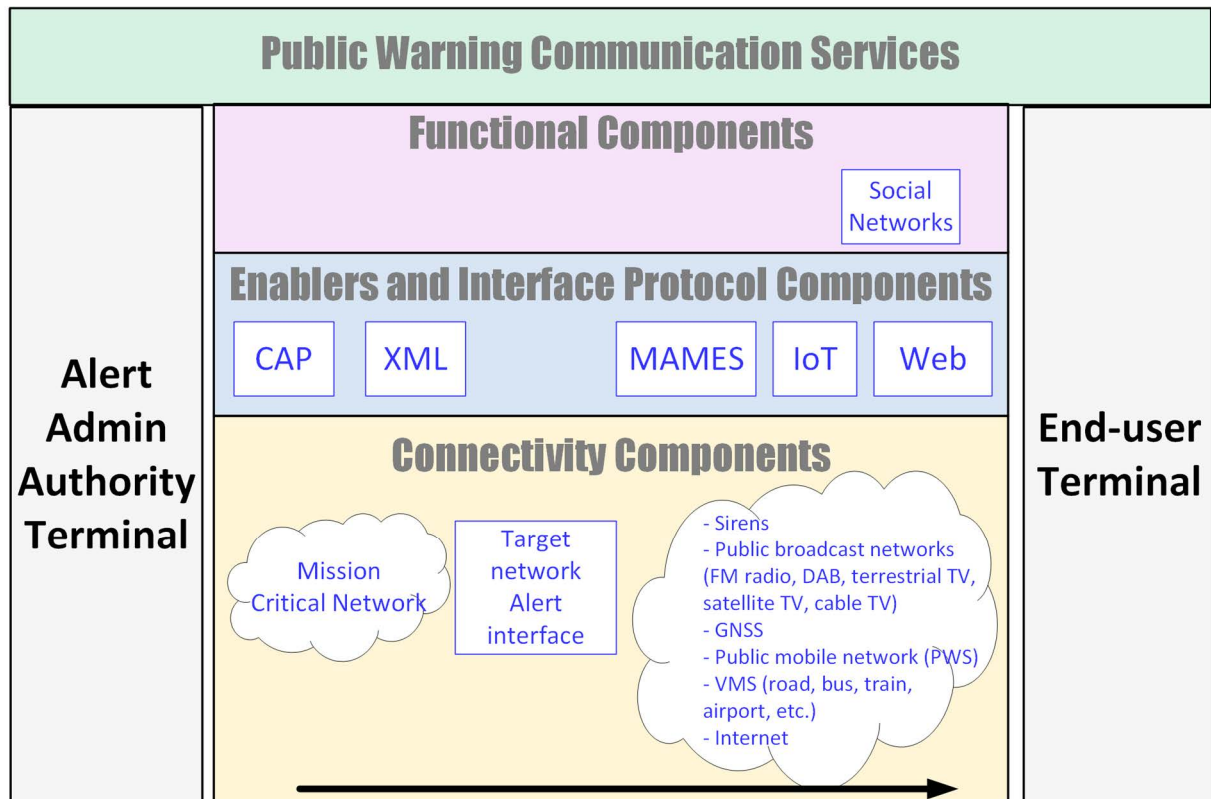 Public Warning Communication Services
Functional Components
Social
Networks
Enablers and Interface Protocol Components
CAP
XML
MAMES
IoT
Web
Alert
Admin
Authority
Terminal
Connectivity Components
Mission
Critical Network
Target
network
Alert
interface
- Sirens
- Public broadcast networks
(FM radio, DAB, terrestrial TV,
satellite TV, cable TV)
- GNSS
- Public mobile network (PWS)
- VMS (road, bus, train,
airport, etc.)
- Internet
End-user
Terminal